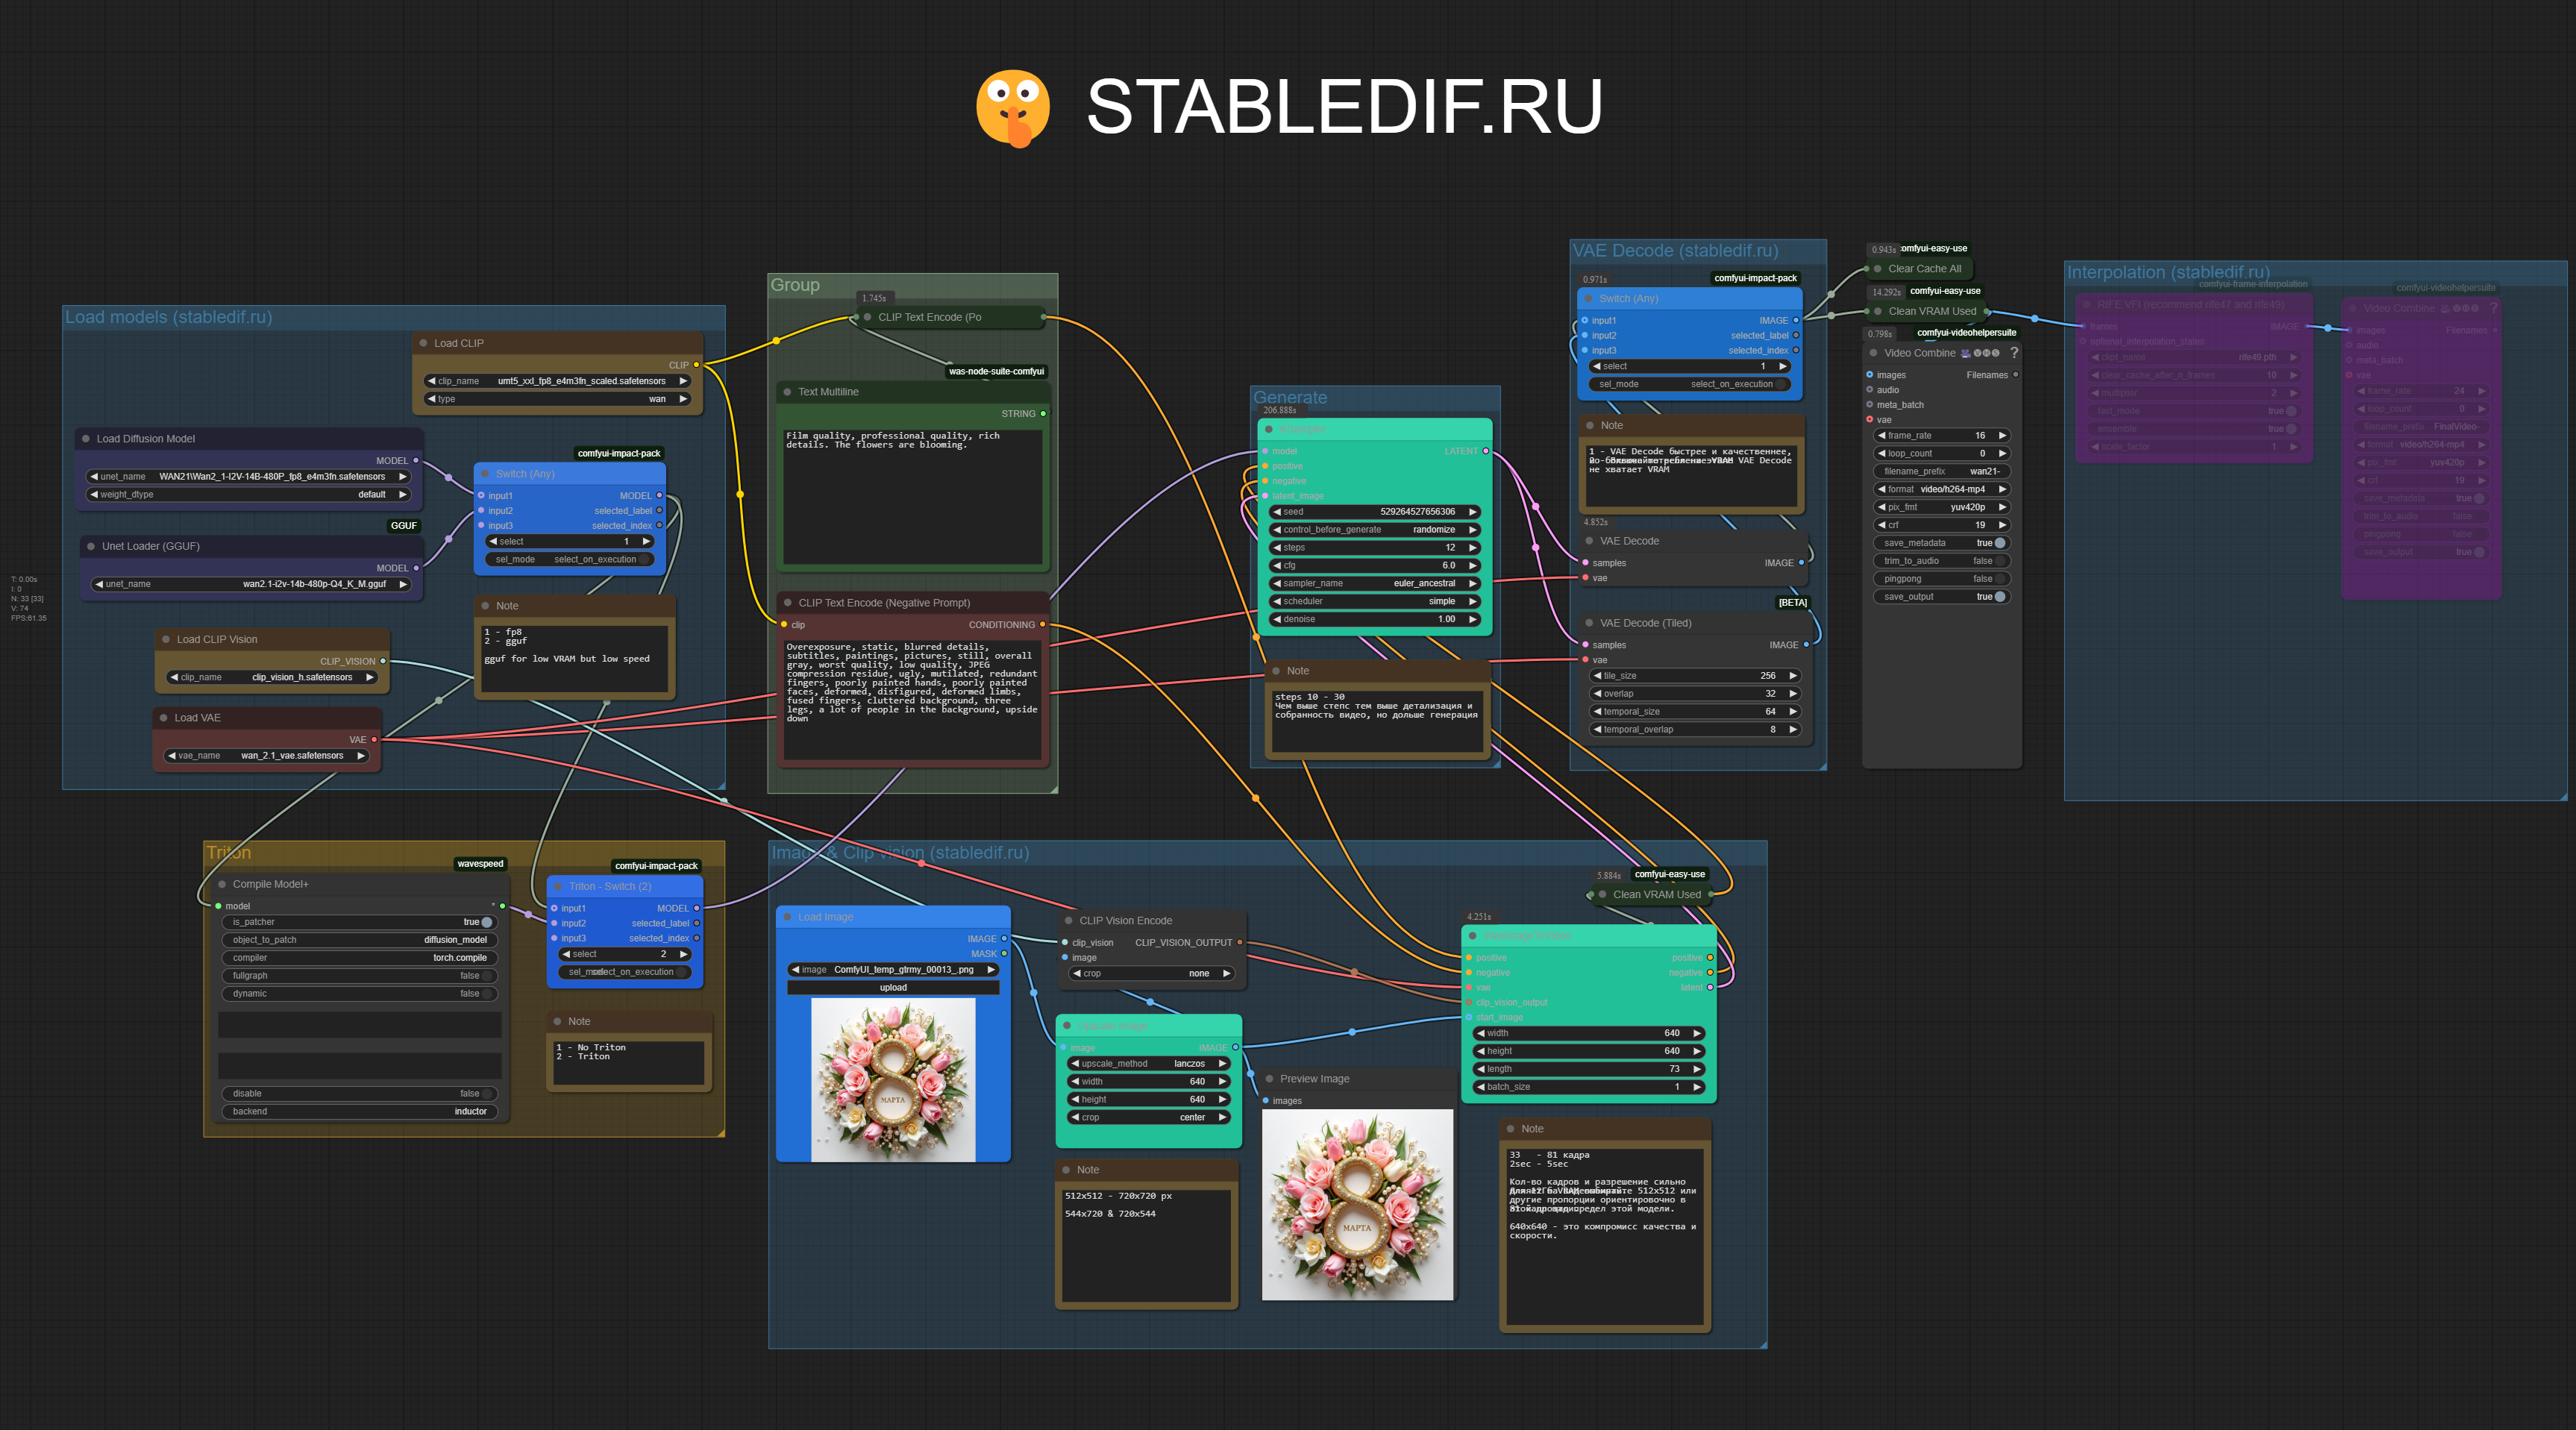 STABLEDIF.RU
Load models (stabledif.ru)
Load CLIP
CLIP
clip_name umt5_xxl_fp8_e4m3fn_scaled.safetensors
type wan
Load Diffusion Model
MODEL
unet_name WAN21\Wan2_1-I2V-14B-480P_fp8_e4m3fn.safetensors
weight_dtype default
GGUF
Unet Loader (GGUF)
MODEL
unet_name wan2.1-i2v-14b-480p-Q4_K_M.gguf
comfyui-impact-pack
Switch (Any)
input1 MODEL
input2 selected_label
input3 selected_index
select 1
sel_mode select_on_execution
Note
1 - fp8
2 - gguf
gguf for low VRAM but low speed
T: 0.00s
I: 0
N: 33 [33]
V: 74
FPS:61.35
Load CLIP Vision
CLIP_VISION
clip_name clip_vision_h.safetensors
Load VAE
VAE
vae_name wan_2.1_vae.safetensors
Group
1.745s
CLIP Text Encode (Po
was-node-suite-comfyui
Text Multiline
STRING
Film quality, professional quality, rich
details. The flowers are blooming.
CLIP Text Encode (Negative Prompt)
clip CONDITIONING
Overexposure, static, blurred details,
subtitles, paintings, pictures, still, overall
gray, worst quality, low quality, JPEG
compression residue, ugly, mutilated, redundant
fingers, poorly painted hands, poorly painted
faces, deformed, disfigured, deformed limbs,
fused fingers, cluttered background, three
legs, a lot of people in the background, upside
down
Generate
206.888s
model LATENT
positive
negative
latent_image
seed 529264527656306
control_before_generate randomize
steps 12
cfg 6.0
sampler_name euler_ancestral
scheduler simple
denoise 1.00
Note
steps 10 - 30
Чем выше степс тем выше детализация и
собранность видео, но дольше генерация
VAE Decode (stabledif.ru)
0.971s
comfyui-impact-pack
Switch (Any)
input1 IMAGE
input2 selected_label
input3 selected_index
select 1
sel_mode select_on_execution
Note
1 - VAE Decode быстрее и качественнее,
VAE Decode
не хватает VRAM
4.852s
VAE Decode
samples IMAGE
vae
[BETA]
VAE Decode (Tiled)
samples IMAGE
vae
tile_size 256
overlap 32
temporal_size 64
temporal_overlap 8
0.943s
comfyui-easy-use
Clear Cache All
14.292s
comfyui-easy-use
Clean VRAM Used
0.798s
comfyui-videohelpersuite
Video Combine
?
images Filenames
audio
meta_batch
vae
frame_rate 16
loop_count 0
filename_prefix wan21-
format video/h264-mp4
pix_fmt yuv420p
crf 19
save_metadata true
trim_to_audio false
pingpong false
save_output true
Interpolation (stabledif.ru)
comfyui-frame-interpolation
RIFE VFI (recommend rife47 and rife49)
frames IMAGE
optional_interpolation_states
ckpt_name rife49.pth
clear_cache_after_n_frames 10
multiplier 2
fast_mode true
ensemble true
scale_factor 1
comfyui-videohelpersuite
Video Combine
?
images Filenames
audio
meta_batch
vae
frame_rate 24
loop_count 0
filename_prefix FinalVideo-
format video/h264-mp4
pix_fmt yuv420p
crf 19
save_metadata true
trim_to_audio false
pingpong false
save_output true
Triton
wavespeed
Compile Model+
model *
is_patcher true
object_to_patch diffusion_model
compiler torch.compile
fullgraph false
dynamic false
disable false
backend inductor
comfyui-impact-pack
Triton - Switch (2)
input1 MODEL
input2 selected_label
input3 selected_index
select 2
select_on_execution
Note
1 - No Triton
2 - Triton
Image & Clip vision (stabledif.ru)
Load Image
IMAGE
MASK
image ComfyUI_temp_gtrmy_00013_.png
upload
МАРТА
CLIP Vision Encode
clip_vision CLIP_VISION_OUTPUT
image
crop none
Upscale Image
image IMAGE
upscale_method lanczos
width 640
height 640
crop center
Note
512x512 - 720x720 px
544x720 & 720x544
Preview Image
images
МАРТА
5.884s
comfyui-easy-use
Clean VRAM Used
4.251s
positive positive
negative negative
vae latent
clip_vision_output
start_image
width 640
height 640
length 73
batch_size 1
Note
33 - 81 кадра
2sec - 5sec
Кол-во кадров и разрешение сильно
512x512 или
другие пропорции ориентировочно в
предел этой модели.
640x640 - это компромисс качества и
скорости.